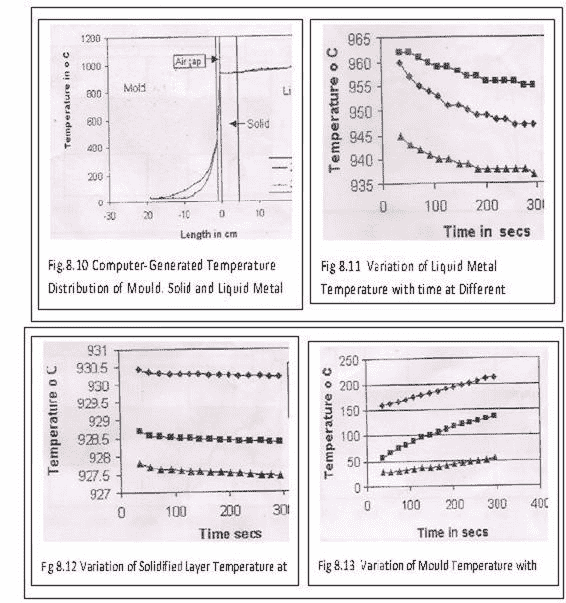 1200
1000
800
600
400
200
0
Temperature in o C
Mold
Air gap
Solid
Li
-30 -20 -10 0 10
Length in cm
Fig.8.10 Computer-Generated Temperature
Distribution of Mould. Solid and Liquid Metal
965
960
955
950
945
940
935
Temperature o C
0 100 200 30
Time in secs
Fig 8.11 Variation of Liquid Metal
Temperature with time at Different
931
930.5
930
929.5
929
928.5
928
927.5
927
Temperature o C
0 100 200 300
Time secs
Fig 8.12 Variation of Solidified Layer Temperature at
250
200
150
100
50
0
Temperature o C
0 100 200 300 400
Time in secs
Fig 8.13 Variation of Mould Temperature with